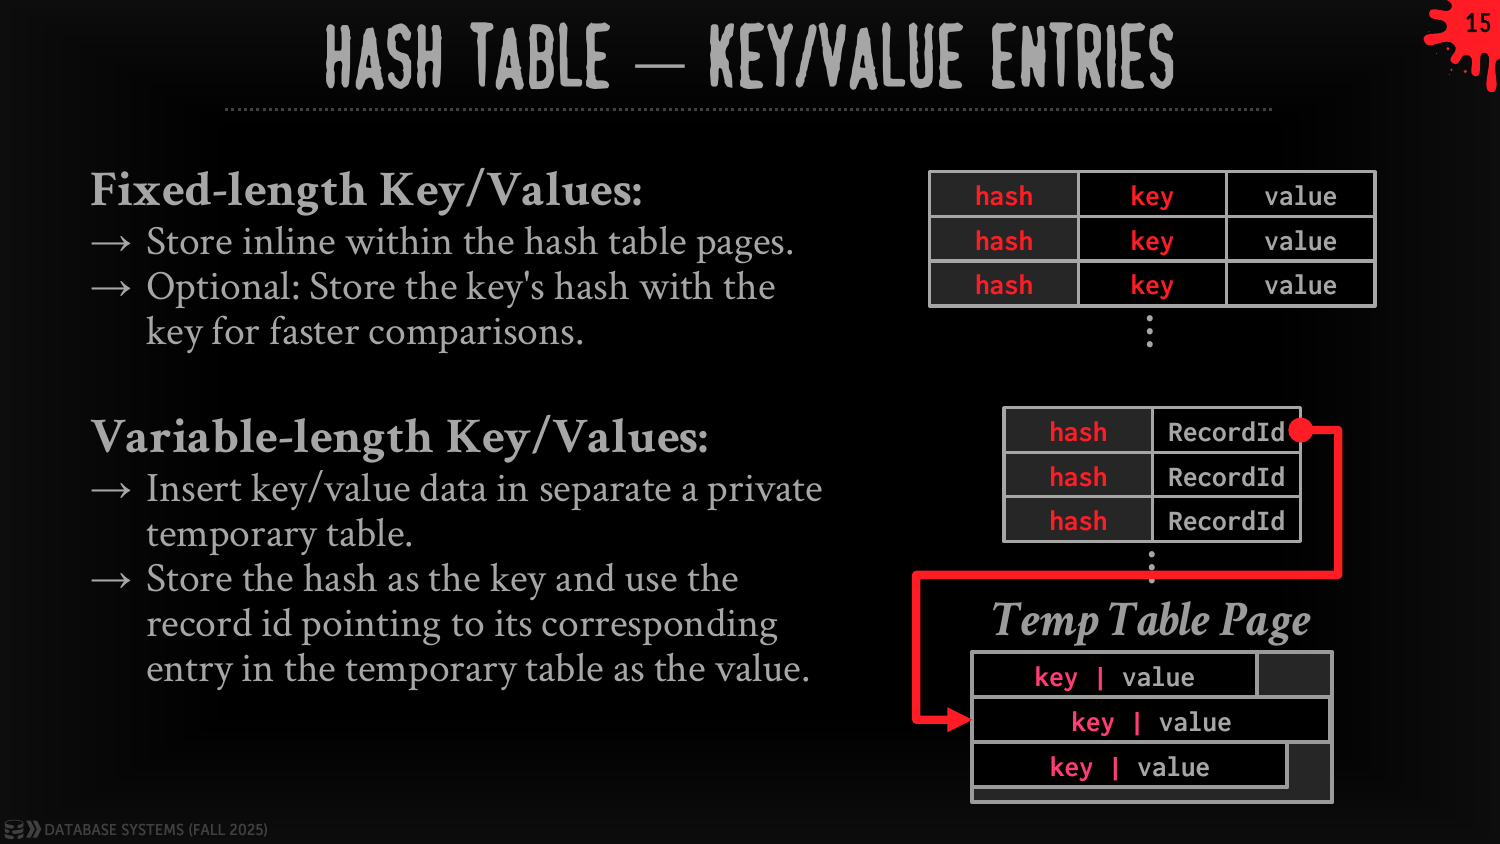 HASH TABLE — KEY/VALUE ENTRIES
15
Fixed-length Key/Values:
→ Store inline within the hash table pages.
→ Optional: Store the key's hash with the
key for faster comparisons.
hash key value
hash key value
hash key value
Variable-length Key/Values:
→ Insert key/value data in separate a private
temporary table.
→ Store the hash as the key and use the
record id pointing to its corresponding
entry in the temporary table as the value.
hash RecordId
hash RecordId
hash RecordId
Temp Table Page
key | value
key | value
key | value
DATABASE SYSTEMS (FALL 2025)